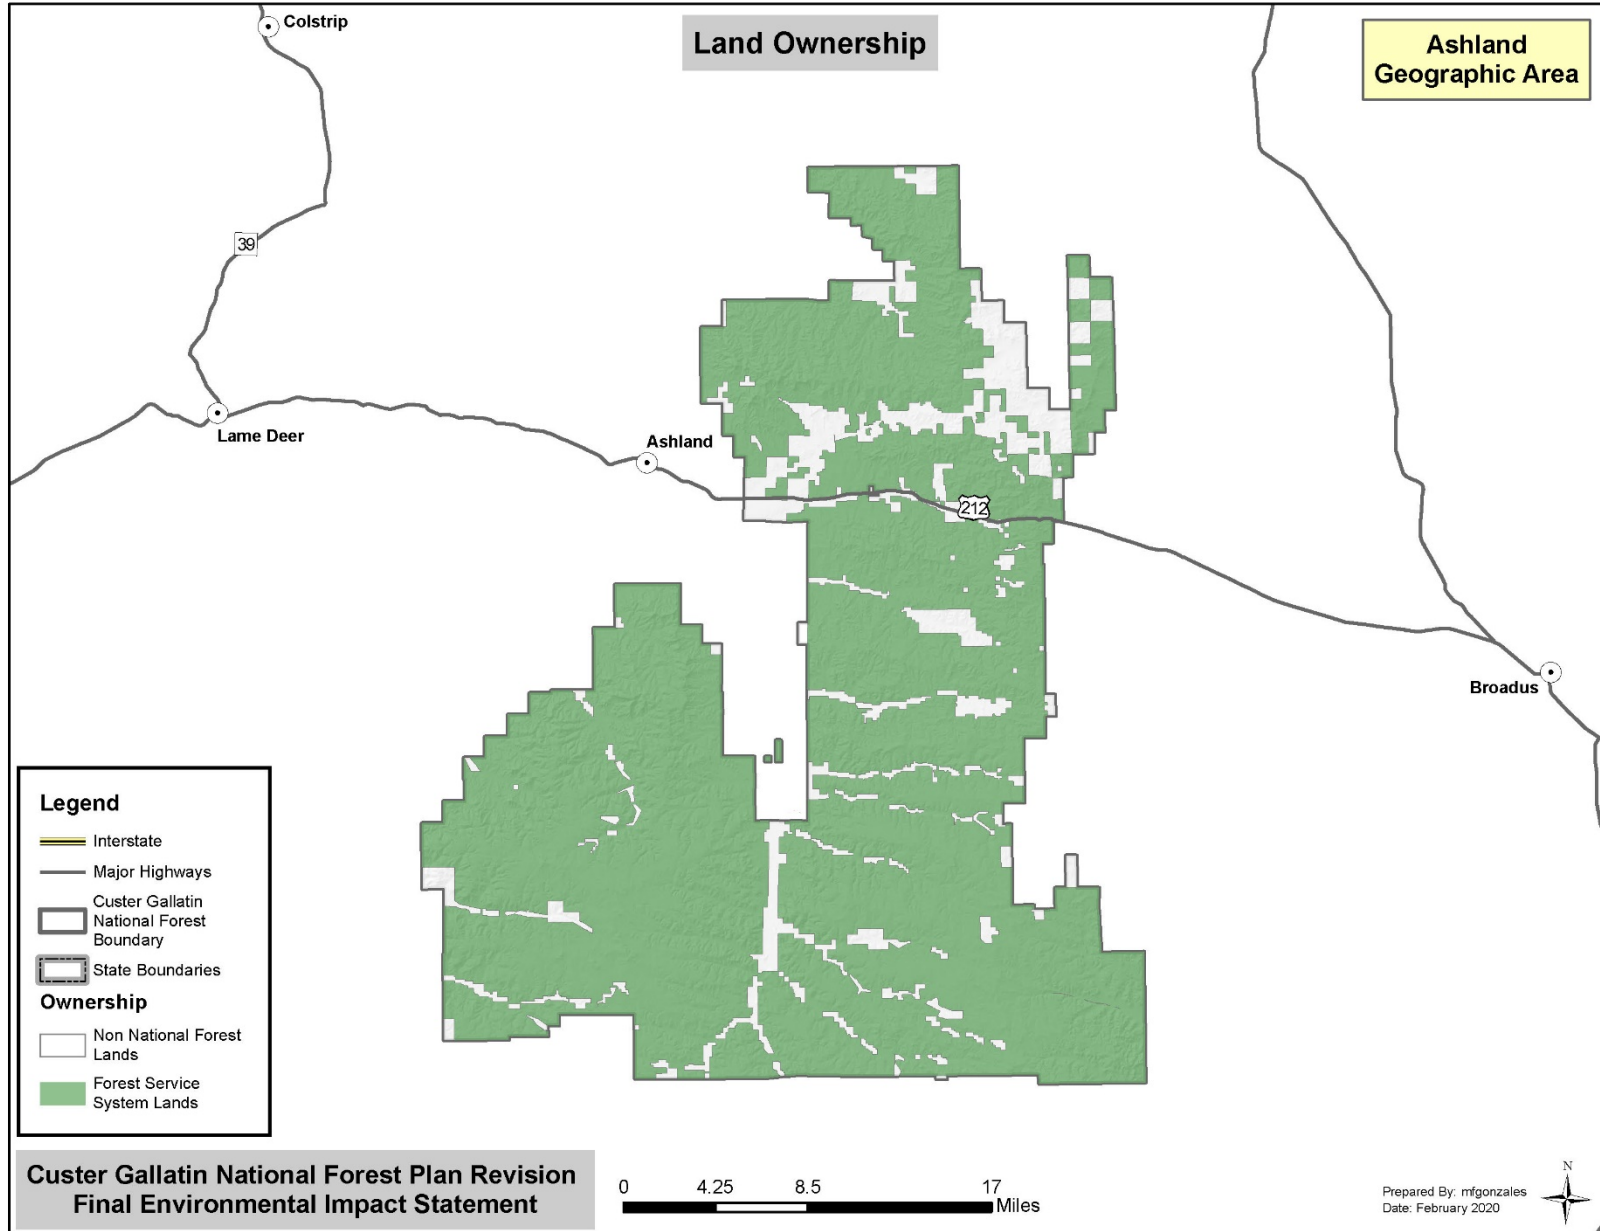 Colstrip
Land Ownership
Ashland
Geographic Area
39
Lame Deer
Ashland
212
Broadus
Legend
Interstate
Major Highways
Custer Gallatin
National Forest
Boundary
State Boundaries
Ownership
Non National Forest
Lands
Forest Service
System Lands
Custer Gallatin National Forest Plan Revision
Final Environmental Impact Statement
0 4.25 8.5 17
Miles
Prepared By: mfgonzales
Date: February 2020
N